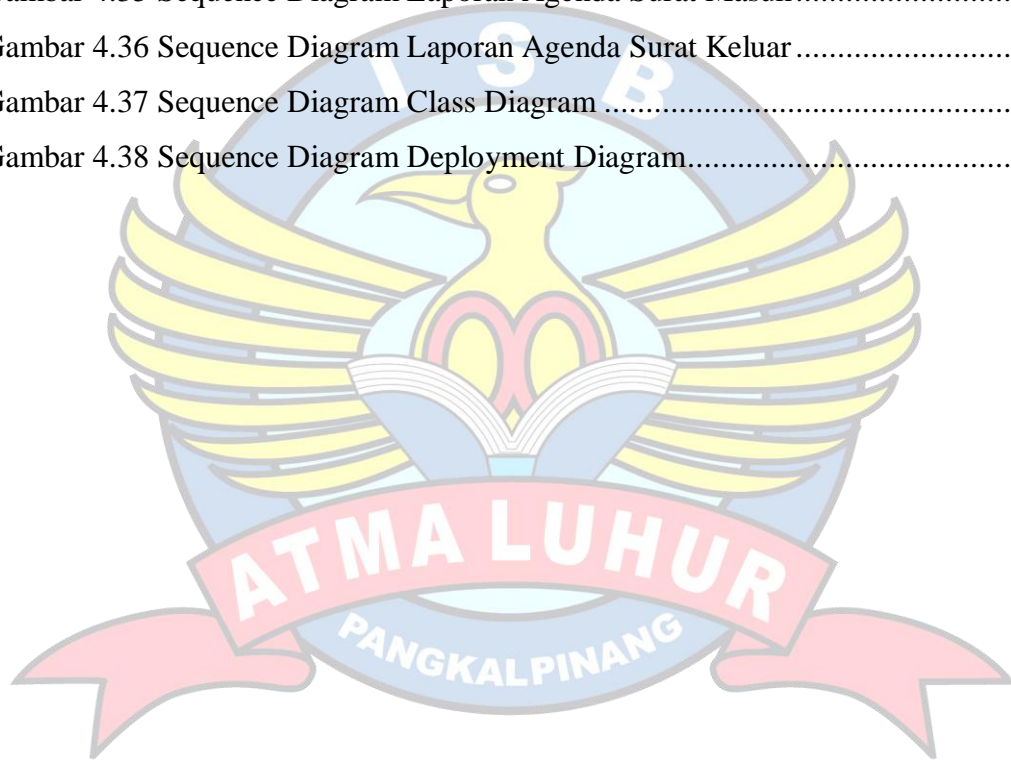 Gambar 4.36 Sequence Diagram Laporan Agenda Surat Keluar
Gambar 4.37 Sequence Diagram Class Diagram
Gambar 4.38 Sequence Diagram Deployment Diagram
I S B
ATMA LUHUR
PANGKALPINANG